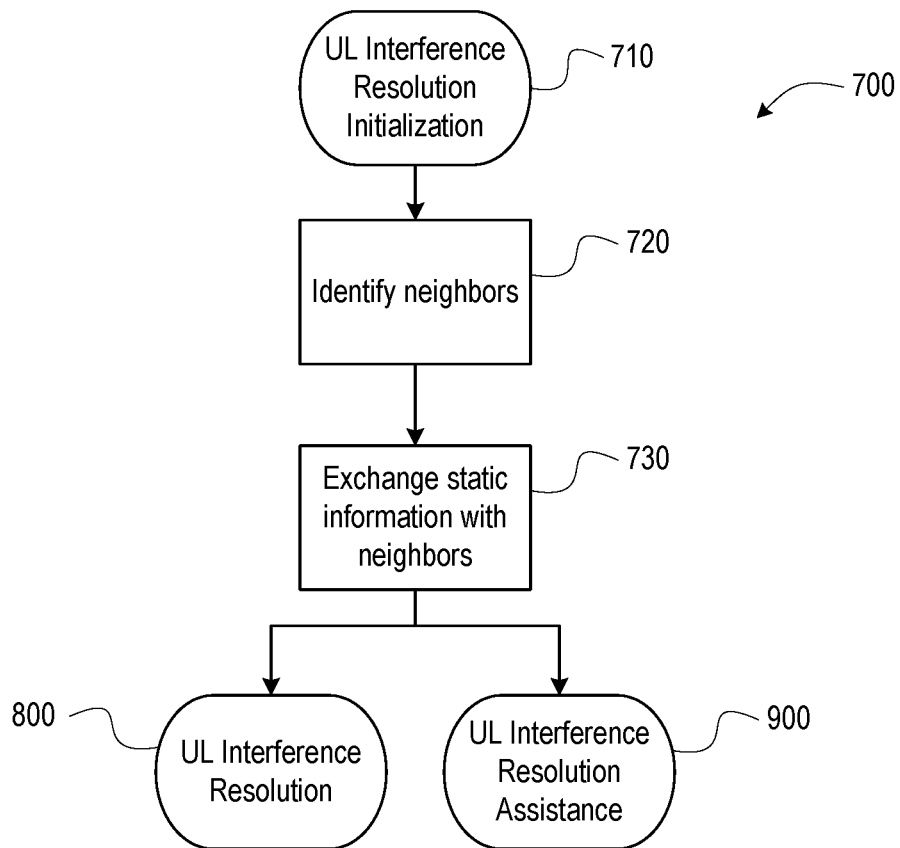 UL Interference
Resolution
Initialization
710
700
720
Identify neighbors
730
Exchange static
information with
neighbors
800
UL Interference
Resolution
900
UL Interference
Resolution
Assistance